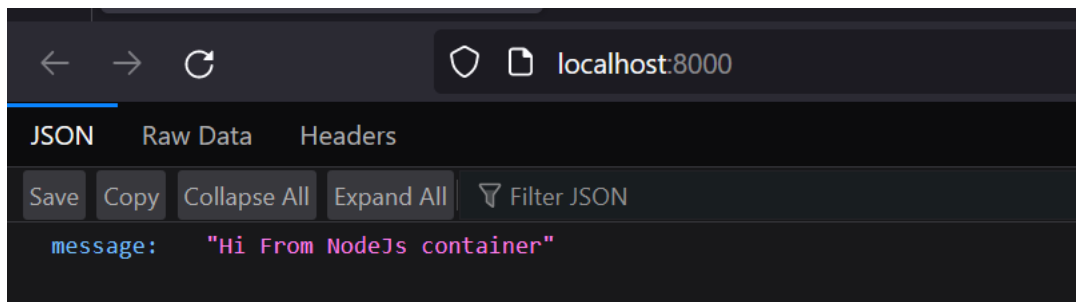 localhost:8000
JSON Raw Data Headers
Save Copy Collapse All Expand All Filter JSON
message: "Hi From NodeJs container"